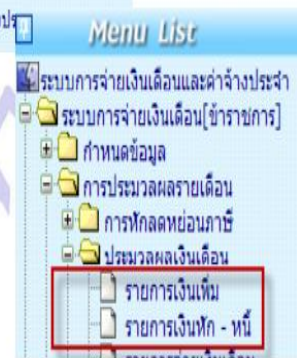 ประ
Menu List
ระบบการจ่ายเงินเดือนและค่าจ้างประจำ
ระบบการจ่ายเงินเดือน[ข้าราชการ]
กำหนดข้อมูล
การประมวลผลรายเดือน
การหักลดหย่อนภาษี
ประมวลผลเงินเดือน
รายการเงินเพิ่ม
รายการเงินหัก - หนี้